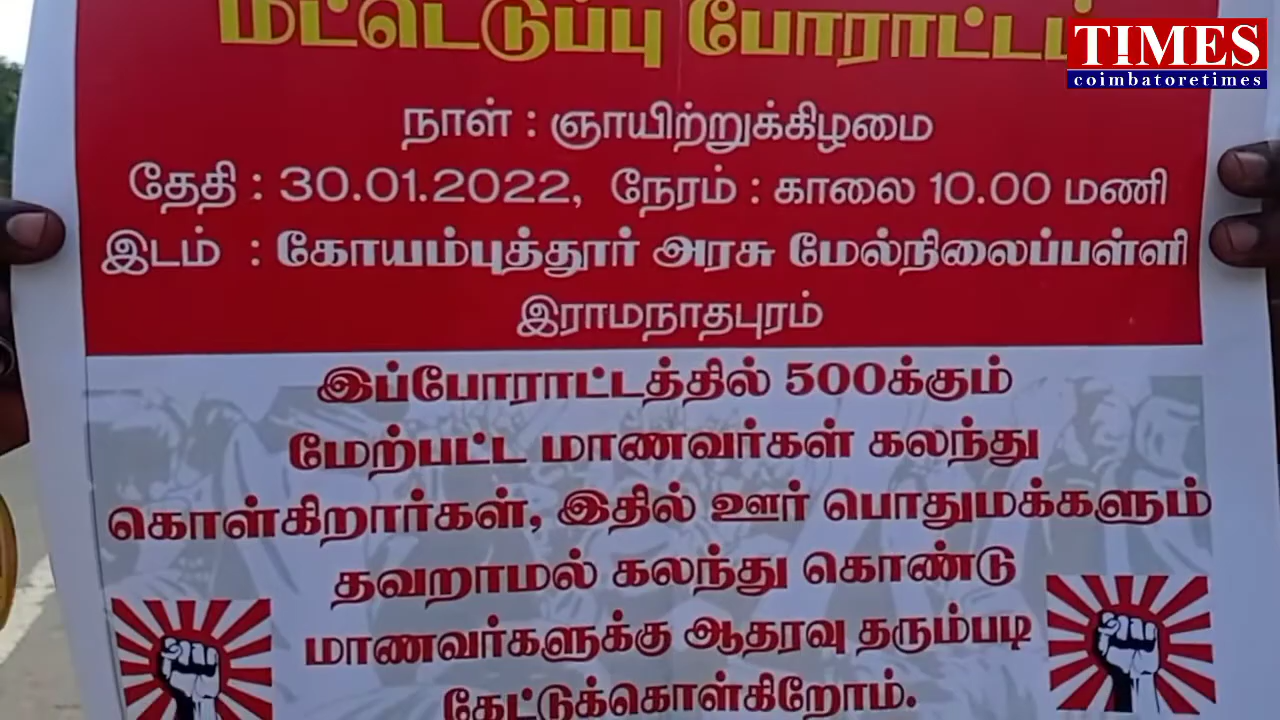 மட்டெடுப்பு போராட்டம்
TIMES
coimbatoretimes
நாள் : ஞாயிற்றுக்கிழமை
தேதி : 30.01.2022, நேரம் : காலை 10.00 மணி
இடம் : கோயம்புத்தூர் அரசு மேல்நிலைப்பள்ளி
இராமநாதபுரம்
இப்போராட்டத்தில் 500க்கும்
மேற்பட்ட மாணவர்கள் கலந்து
கொள்கிறார்கள், இதில் ஊர் பொதுமக்களும்
தவறாமல் கலந்து கொண்டு
மாணவர்களுக்கு ஆதரவு தரும்படி
கேட்டுக்கொள்கிறோம்.